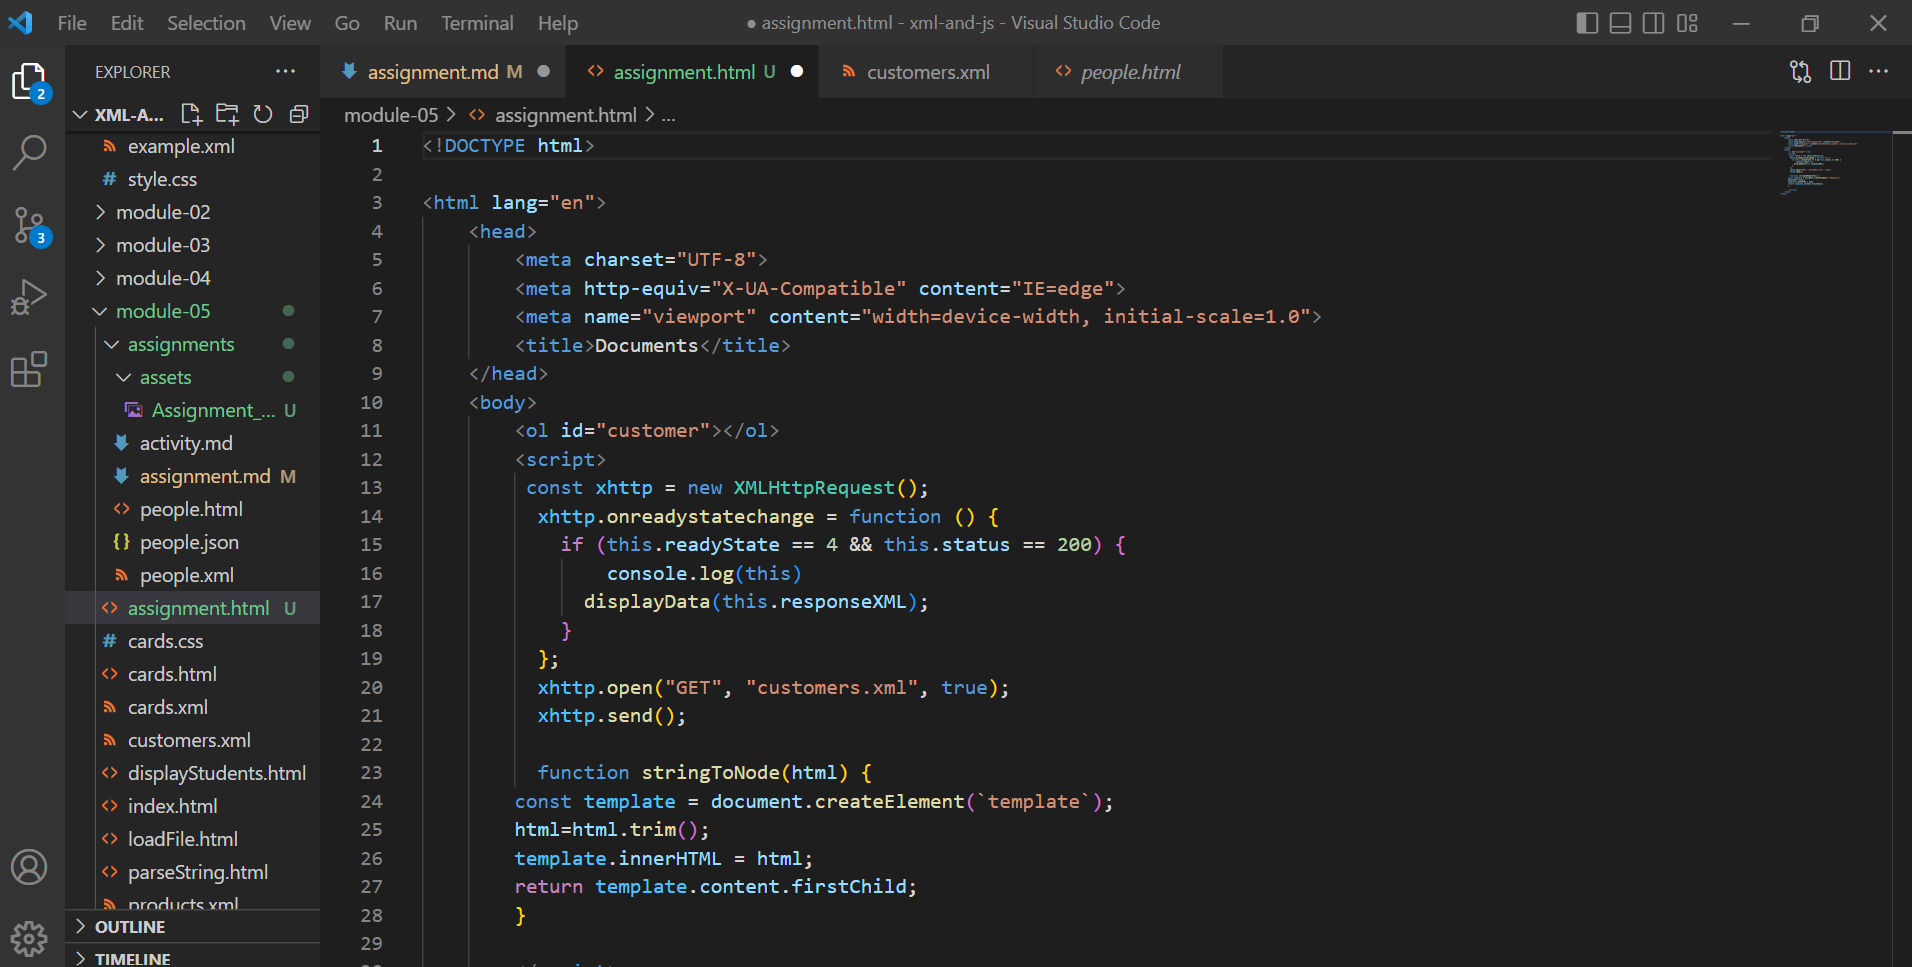 File Edit Selection View Go Run Terminal Help
● assignment.html - xml-and-js - Visual Studio Code
EXPLORER
XML-A...
example.xml
# style.css
module-02
module-03
module-04
module-05
assignments
assets
Assignment_... U
activity.md
assignment.md M
people.html
{} people.json
people.xml
assignment.html U
# cards.css
cards.html
cards.xml
customers.xml
displayStudents.html
index.html
loadFile.html
parseString.html
products.xml
OUTLINE
TIMELINE
2
3
assignment.md M
assignment.html U
customers.xml
people.html
module-05 > assignment.html > ...
1 <!DOCTYPE html>
2
3 <html lang="en">
4 <head>
5 <meta charset="UTF-8">
6 <meta http-equiv="X-UA-Compatible" content="IE=edge">
7 <meta name="viewport" content="width=device-width, initial-scale=1.0">
8 <title>Documents</title>
9 </head>
10 <body>
11 <ol id="customer"></ol>
12 <script>
13 const xhttp = new XMLHttpRequest();
14 xhttp.onreadystatechange = function () {
15 if (this.readyState == 4 && this.status == 200) {
16 console.log(this)
17 displayData(this.responseXML);
18 }
19 };
20 xhttp.open("GET", "customers.xml", true);
21 xhttp.send();
22
23 function stringToNode(html) {
24 const template = document.createElement(`template`);
25 html=html.trim();
26 template.innerHTML = html;
27 return template.content.firstChild;
28 }
29